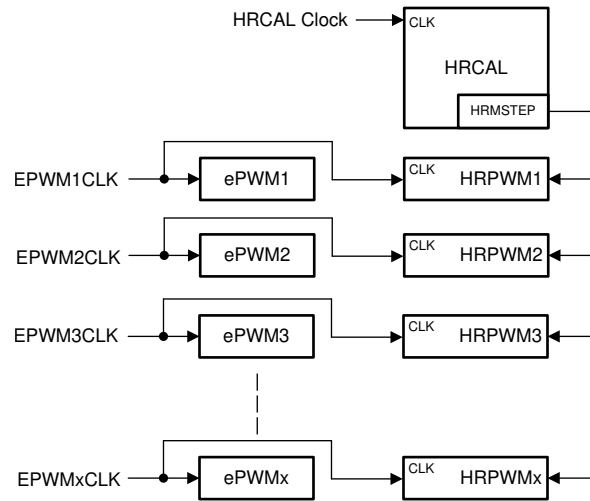 HRCAL Clock
CLK
HRCAL
HRMSTEP
EPWM1CLK
ePWM1
CLK
HRPWM1
EPWM2CLK
ePWM2
CLK
HRPWM2
EPWM3CLK
ePWM3
CLK
HRPWM3
EPWMxCLK
ePWMx
CLK
HRPWMx